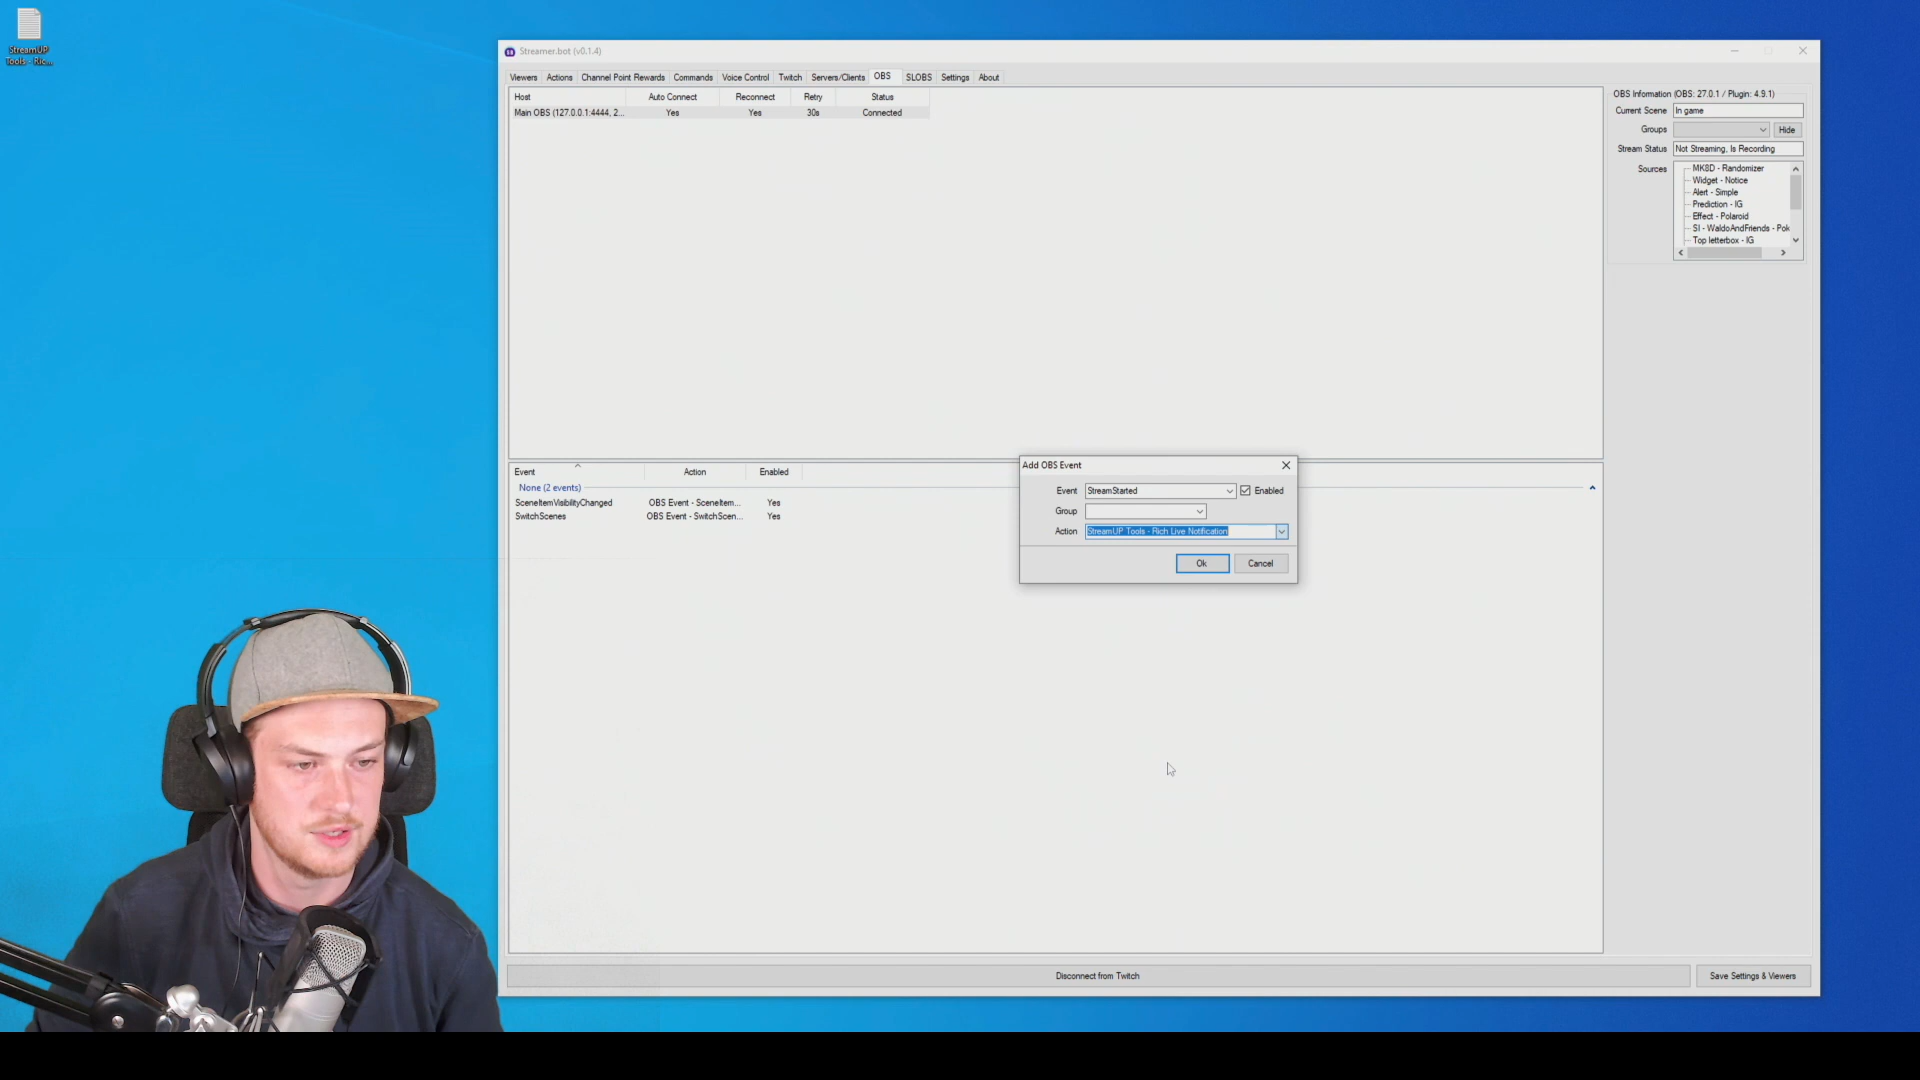 StreamUP
Tools - Ric...
Streamer.bot (v0.1.4)
Viewers Actions Channel Point Rewards Commands Voice Control Twitch Servers/Clients OBS SLOBS Settings About
Host Auto Connect Reconnect Retry Status
Main OBS (127.0.0.1:4444, 2... Yes Yes 30s Connected
OBS Information (OBS: 27.0.1 / Plugin: 4.9.1)
Current Scene In game
Groups Hide
Stream Status Not Streaming, Is Recording
Sources MK8D - Randomizer
Widget - Notice
Alert - Simple
Prediction - IG
Effect - Polaroid
SI - WaldoAndFriends - Pok
Top letterbox - IG
Event Action Enabled
None (2 events)
SceneItemVisibilityChanged OBS Event - SceneItem... Yes
SwitchScenes OBS Event - SwitchScen... Yes
Add OBS Event
Event StreamStarted Enabled
Group
Action StreamUP Tools - Rich Live Notification
Ok Cancel
Disconnect from Twitch Save Settings & Viewers